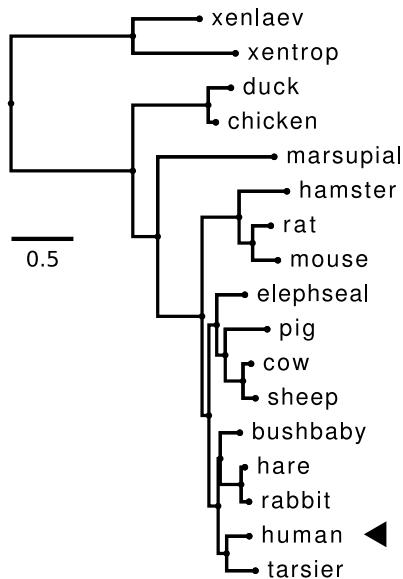 xenlaev
xentrop
duck
chicken
marsupial
hamster
rat
0.5
mouse
elephseal
pig
cow
sheep
bushbaby
hare
rabbit
human
tarsier